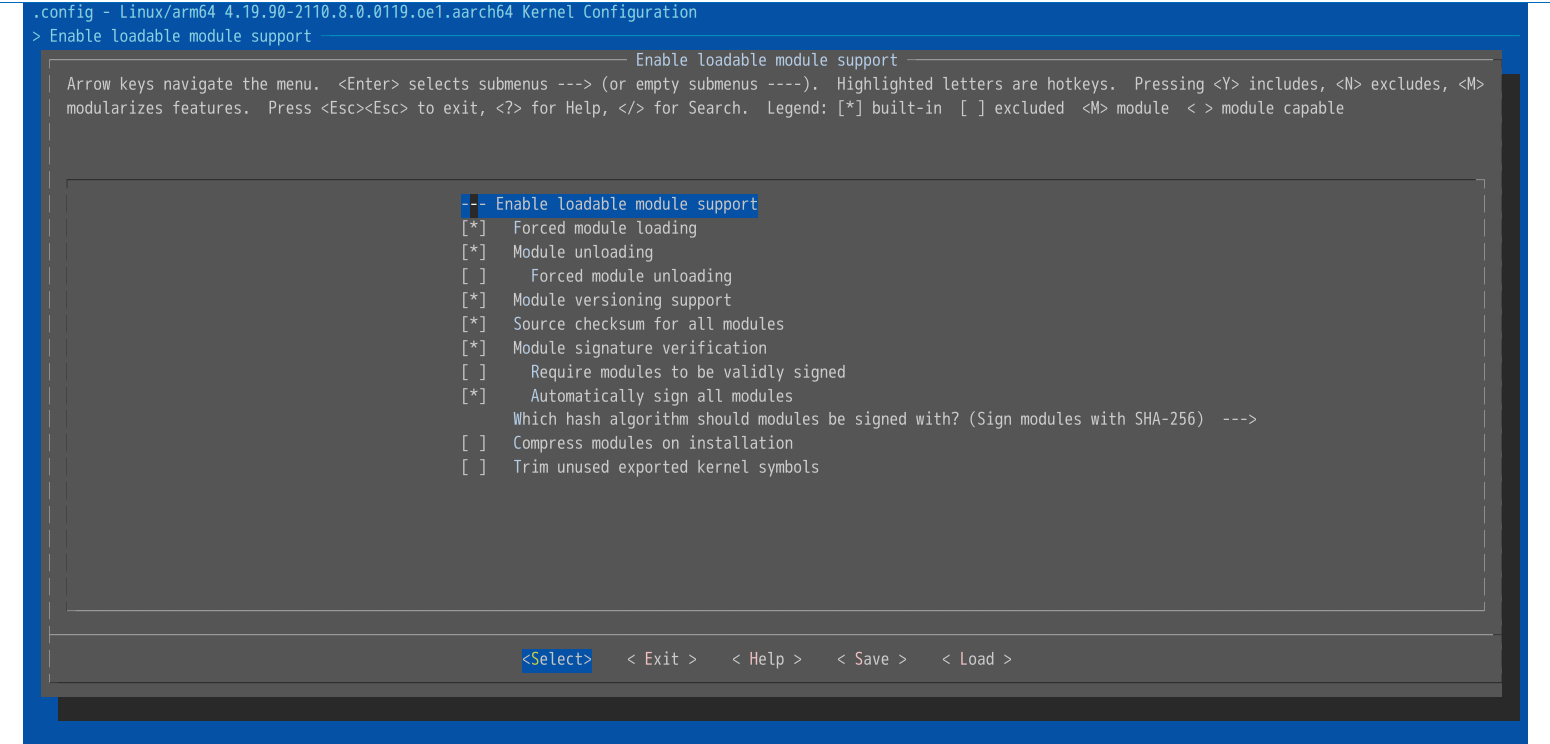 .config - Linux/arm64 4.19.90-2110.8.0.0119.oe1.aarch64 Kernel Configuration
> Enable loadable module support
Enable loadable module support
Arrow keys navigate the menu.  <Enter> selects submenus ---> (or empty submenus ----).  Highlighted letters are hotkeys.  Pressing <Y> includes, <N> excludes, <M>
modularizes features.  Press <Esc><Esc> to exit, <?> for Help, </> for Search.  Legend: [*] built-in  [ ] excluded  <M> module  < > module capable
--- Enable loadable module support
[*]   Forced module loading
[*]   Module unloading
[ ]     Forced module unloading
[*]   Module versioning support
[*]   Source checksum for all modules
[*]   Module signature verification
[ ]     Require modules to be validly signed
[*]     Automatically sign all modules
Which hash algorithm should modules be signed with? (Sign modules with SHA-256)  --->
[ ]   Compress modules on installation
[ ]   Trim unused exported kernel symbols
<Select>    < Exit >    < Help >    < Save >    < Load >